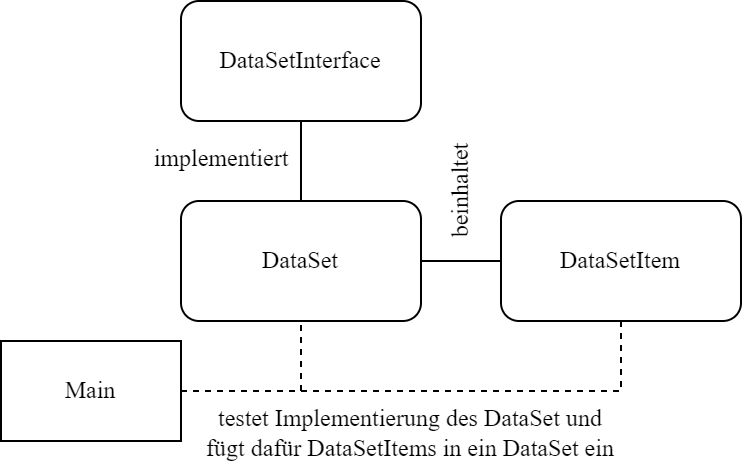 DataSetInterface
implementiert
beinhaltet
DataSet
DataSetItem
Main
testet Implementierung des DataSet und
fügt dafür DataSetItems in ein DataSet ein